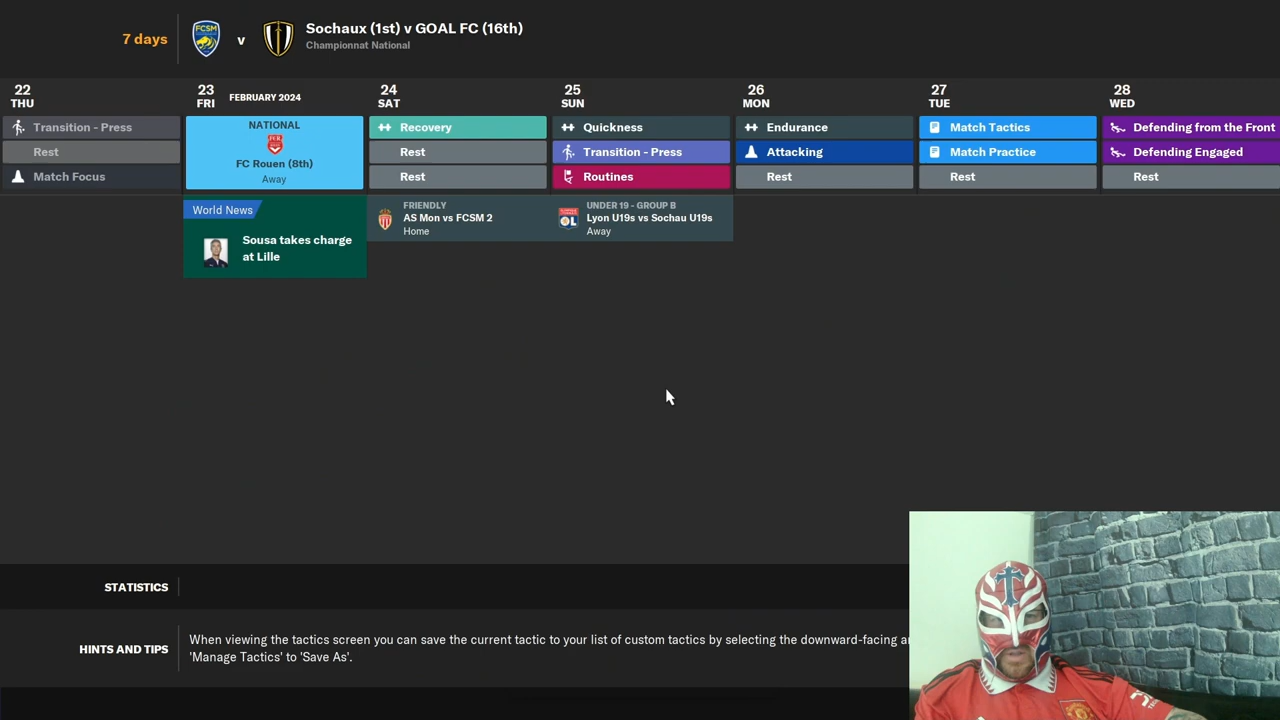 7 days
v
Sochaux (1st) v GOAL FC (16th)
Championnat National
22
THU
23
FRI
FEBRUARY 2024
24
SAT
25
SUN
26
MON
27
TUE
28
WED
Transition - Press
Rest
Match Focus
NATIONAL
FC Rouen (8th)
Away
Recovery
Rest
Rest
Quickness
Transition - Press
Routines
Endurance
Attacking
Rest
Match Tactics
Match Practice
Rest
Defending from the Front
Defending Engaged
Rest
World News
Sousa takes charge
at Lille
FRIENDLY
AS Mon vs FCSM 2
Home
UNDER 19 - GROUP B
Lyon U19s vs Sochau U19s
Away
STATISTICS
HINTS AND TIPS
When viewing the tactics screen you can save the current tactic to your list of custom tactics by selecting the downward-facing
'Manage Tactics' to 'Save As'.